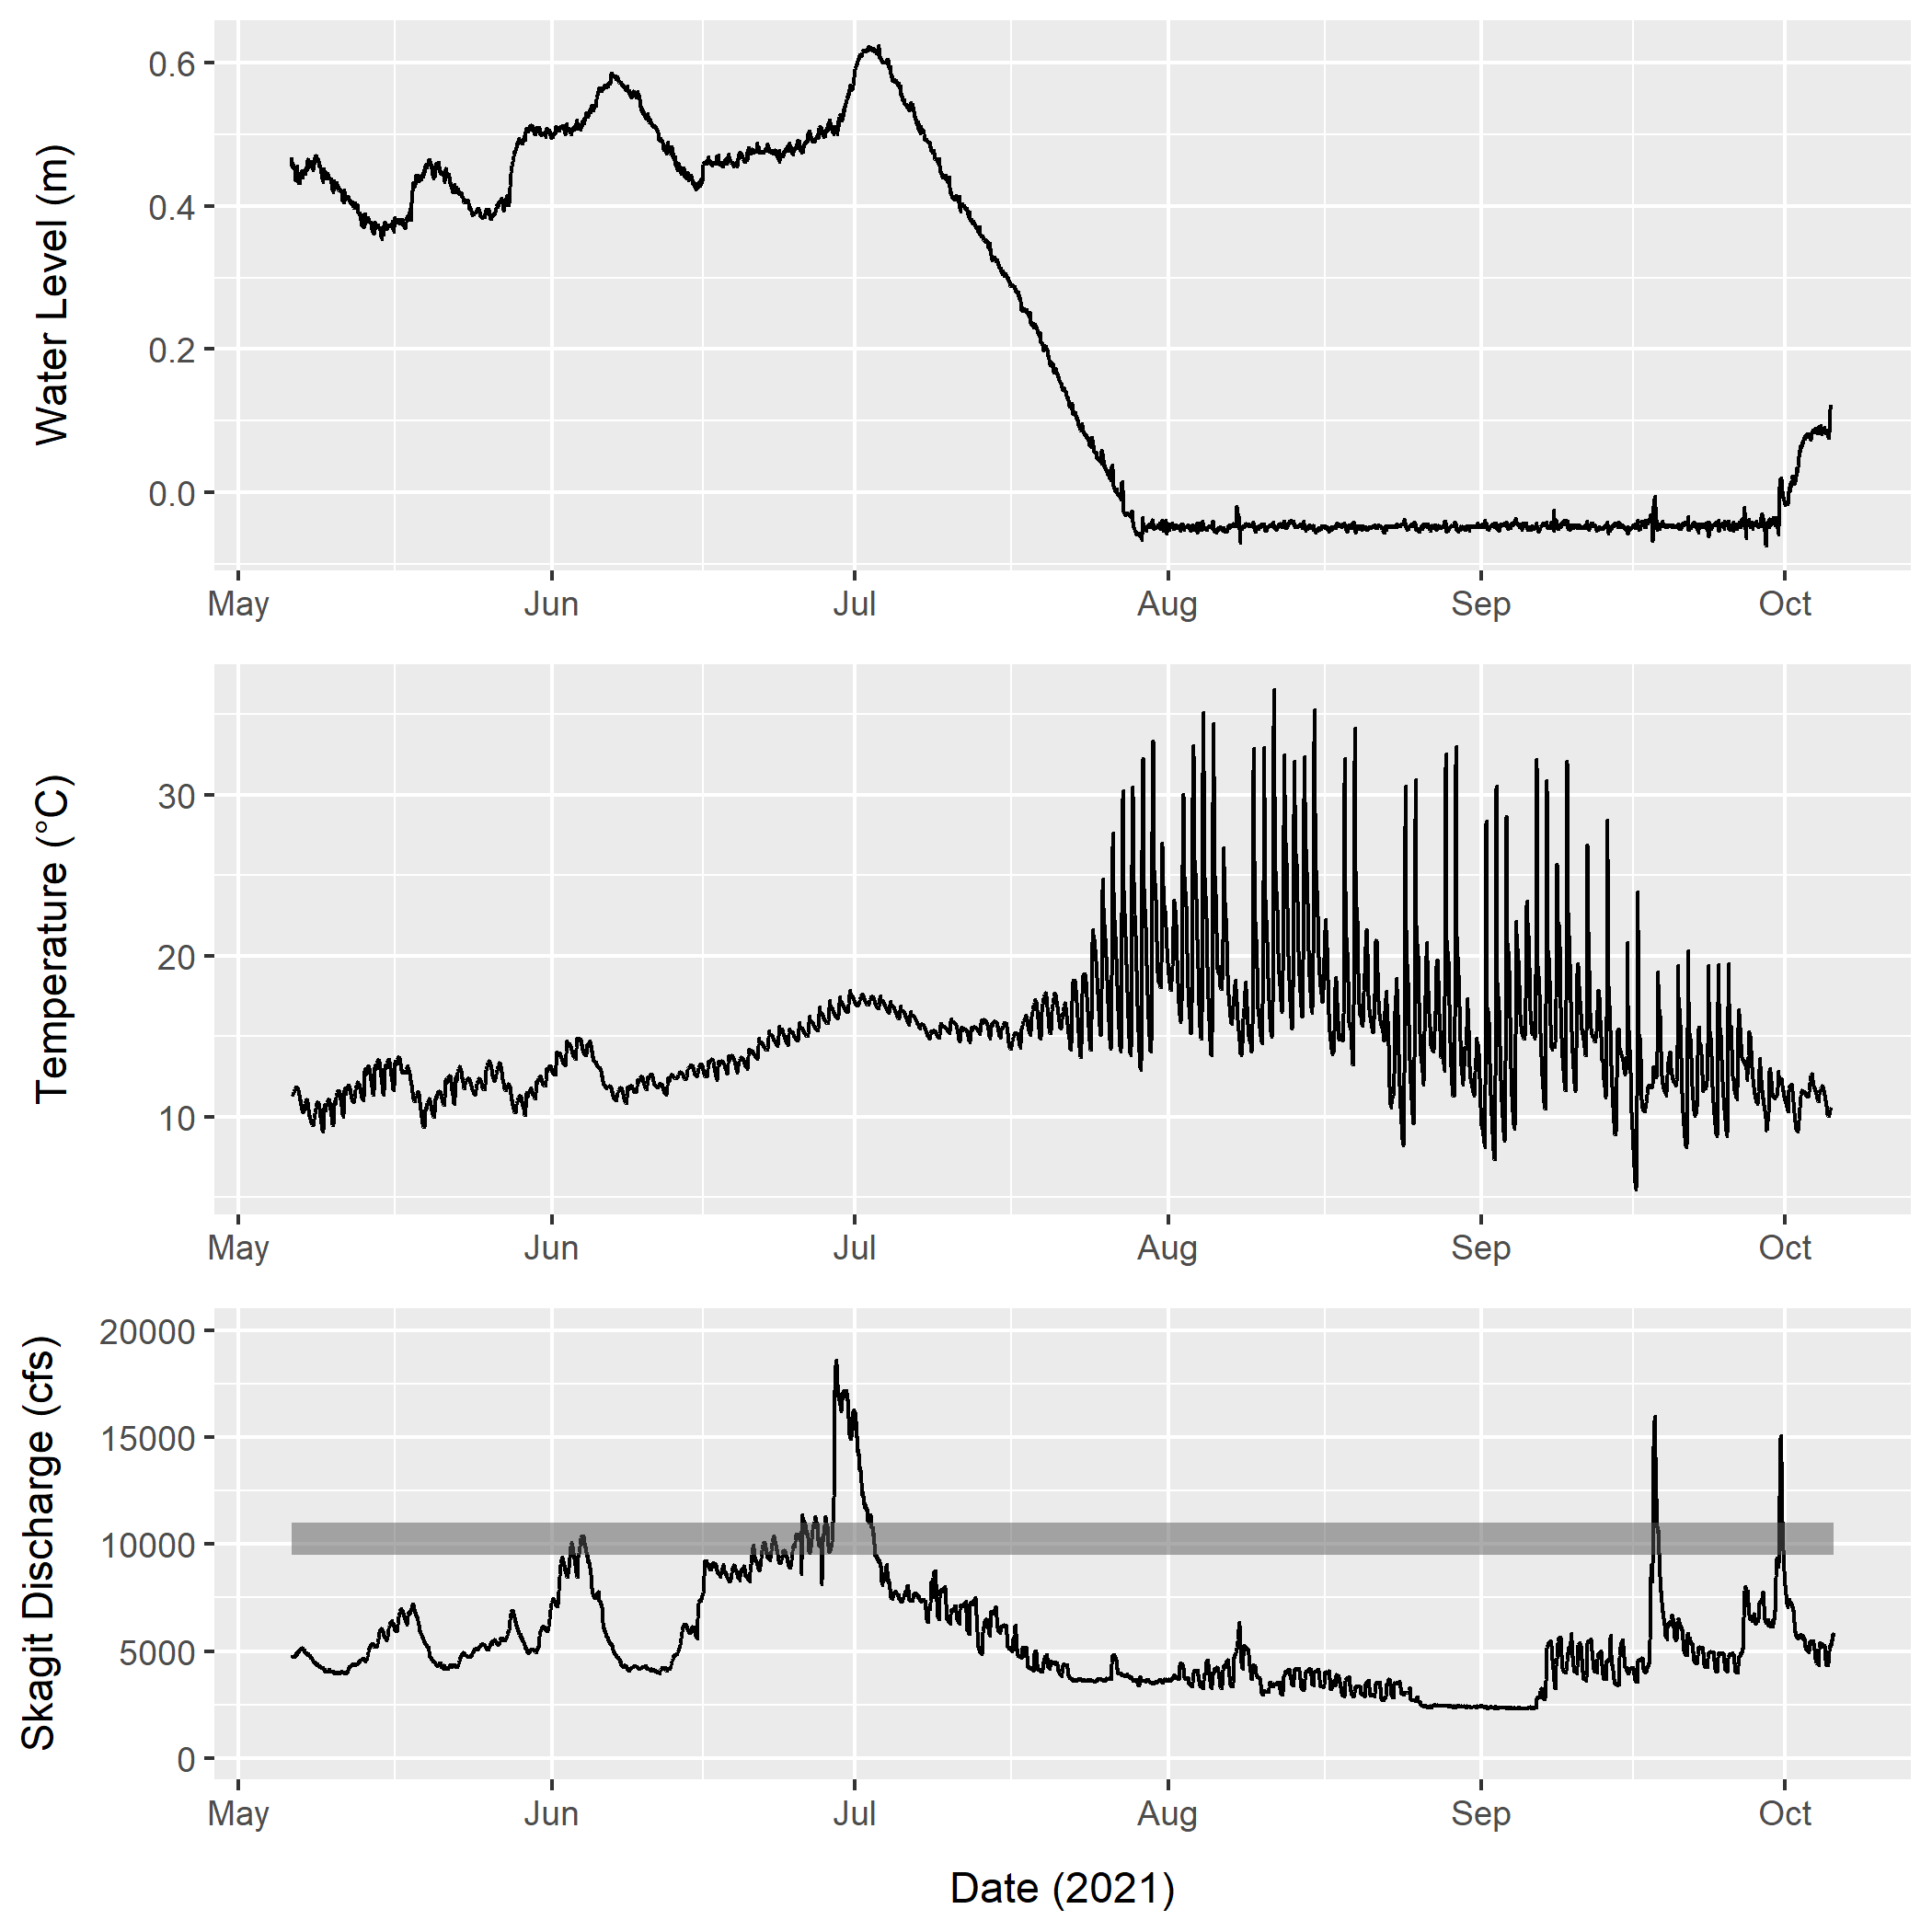 Water Level (m)
0.6
0.4
0.2
0.0
May Jun Jul Aug Sep Oct
Temperature (°C)
30
20
10
May Jun Jul Aug Sep Oct
Skagit Discharge (cfs)
20000
15000
10000
5000
0
May Jun Jul Aug Sep Oct
Date (2021)